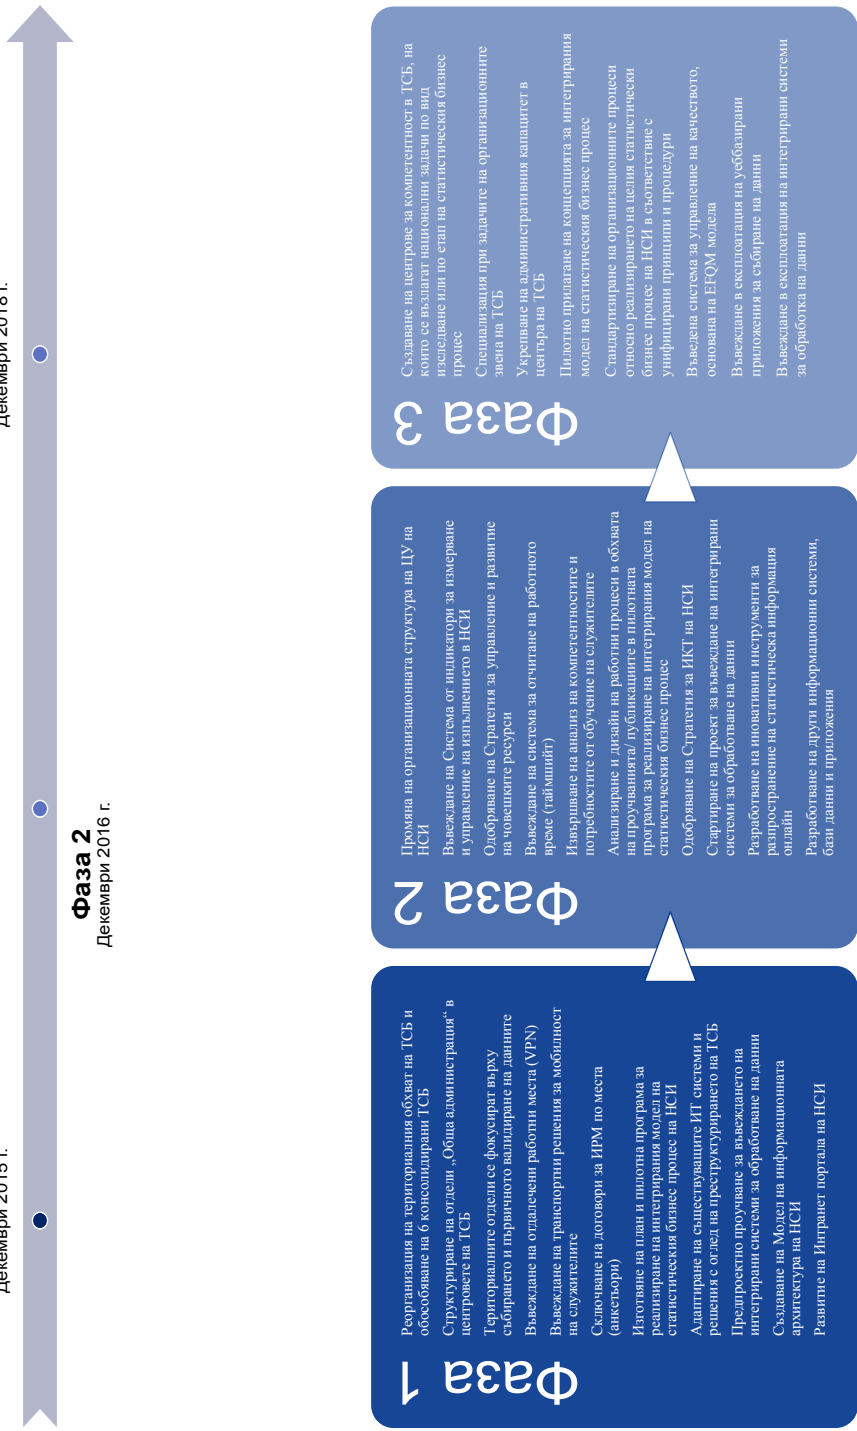 Декември 2015 г.
Фаза 2
Декември 2016 г.
Декември 2018 г.
Фаза 1
Реорганизация на териториалния обхват на ТСБ и
обособяване на 6 консолидирани ТСБ
Структуриране на отдели „Обща администрация“ в
центровете на ТСБ
Териториалните отдели се фокусират върху
събирането и първичното валидиране на данните
Въвеждане на отдалечени работни места (VPN)
Въвеждане на транспортни решения за мобилност
на служителите
Сключване на договори за ИРМ по места
(анкетьори)
Изготвяне на план и пилотна програма за
реализиране на интегрирания модел на
статистическия бизнес процес на НСИ
Адаптиране на съществуващите ИТ системи и
решения с оглед на преструктурирането на ТСБ
Предпроектно проучване за въвеждането на
интегрирани системи за обработване на данни
Създаване на Модел на информационната
архитектура на НСИ
Развитие на Интранет портала на НСИ
Фаза 2
Промяна на организационната структура на ЦУ на
НСИ
Въвеждане на Система от индикатори за измерване
и управление на изпълнението в НСИ
Одобряване на Стратегия за управление и развитие
на човешките ресурси
Въвеждане на система за отчитане на работното
време (таймшийт)
Извършване на анализ на компетентностите и
потребностите от обучение на служителите
Анализиране и дизайн на работни процеси в обхвата
на проучванията/ публикациите в пилотната
програма за реализиране на интегрирания модел на
статистическия бизнес процес
Одобряване на Стратегия за ИКТ на НСИ
Стартиране на проект за въвеждане на интегрирани
системи за обработване на данни
Разработване на иновативни инструменти за
разпространение на статистическа информация
онлайн
Разработване на други информационни системи,
бази данни и приложения
Фаза 3
Създаване на центрове за компетентност в ТСБ, на
които се възлагат национални задачи по вид
изследване или по етап на статистическия бизнес
процес
Специализация при задачите на организационните
звена на ТСБ
Укрепване на административния капацитет в
центъра на ТСБ
Пилотно прилагане на концепцията за интегрирания
модел на статистическия бизнес процес
Стандартизиране на организационните процеси
относно реализирането на целия статистически
бизнес процес на НСИ в съответствие с
унифицирани принципи и процедури
Въведена система за управление на качеството,
основана на EFQM модела
Въвеждане в експлоатация на уеббазирани
приложения за събиране на данни
Въвеждане в експлоатация на интегрирани системи
за обработка на данни